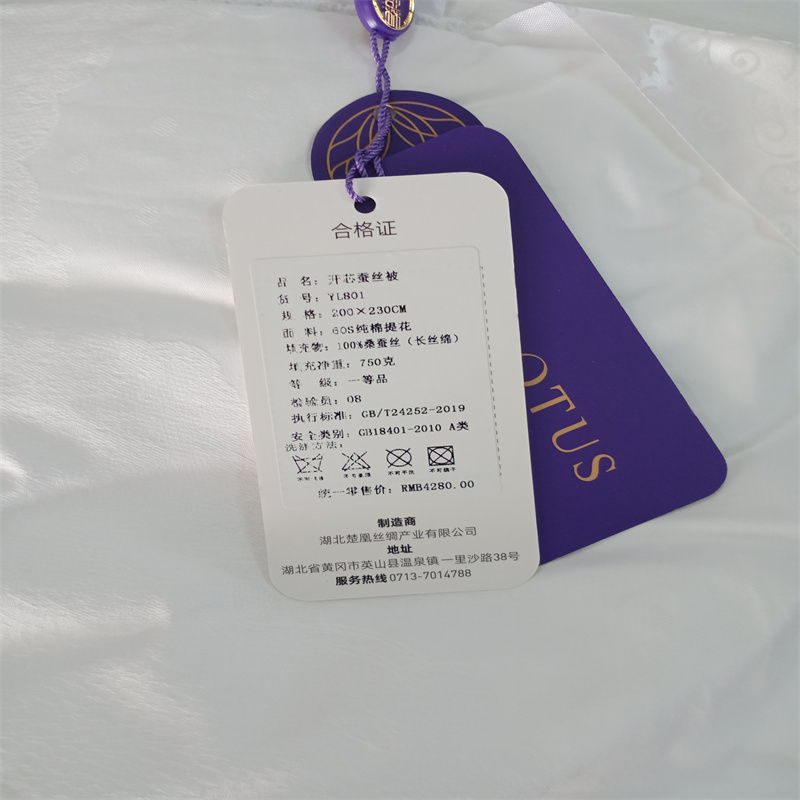 合格证
品 名：开芯蚕丝被
货 号：YL801
规 格：200×230CM
面 料：60S纯棉提花
填充物：100%桑蚕丝（长丝绵）
填充净重：750克
等 级：一等品
检验员：08
执行标准：GB/T24252-2019
安全类别：GB18401-2010 A类
洗涤方法：
不可干洗
统一零售价：RMB4280.00
制造商
湖北楚凰丝绸产业有限公司
地址
湖北省黄冈市英山县温泉镇一里沙路38号
服务热线0713-7014788
OTUS